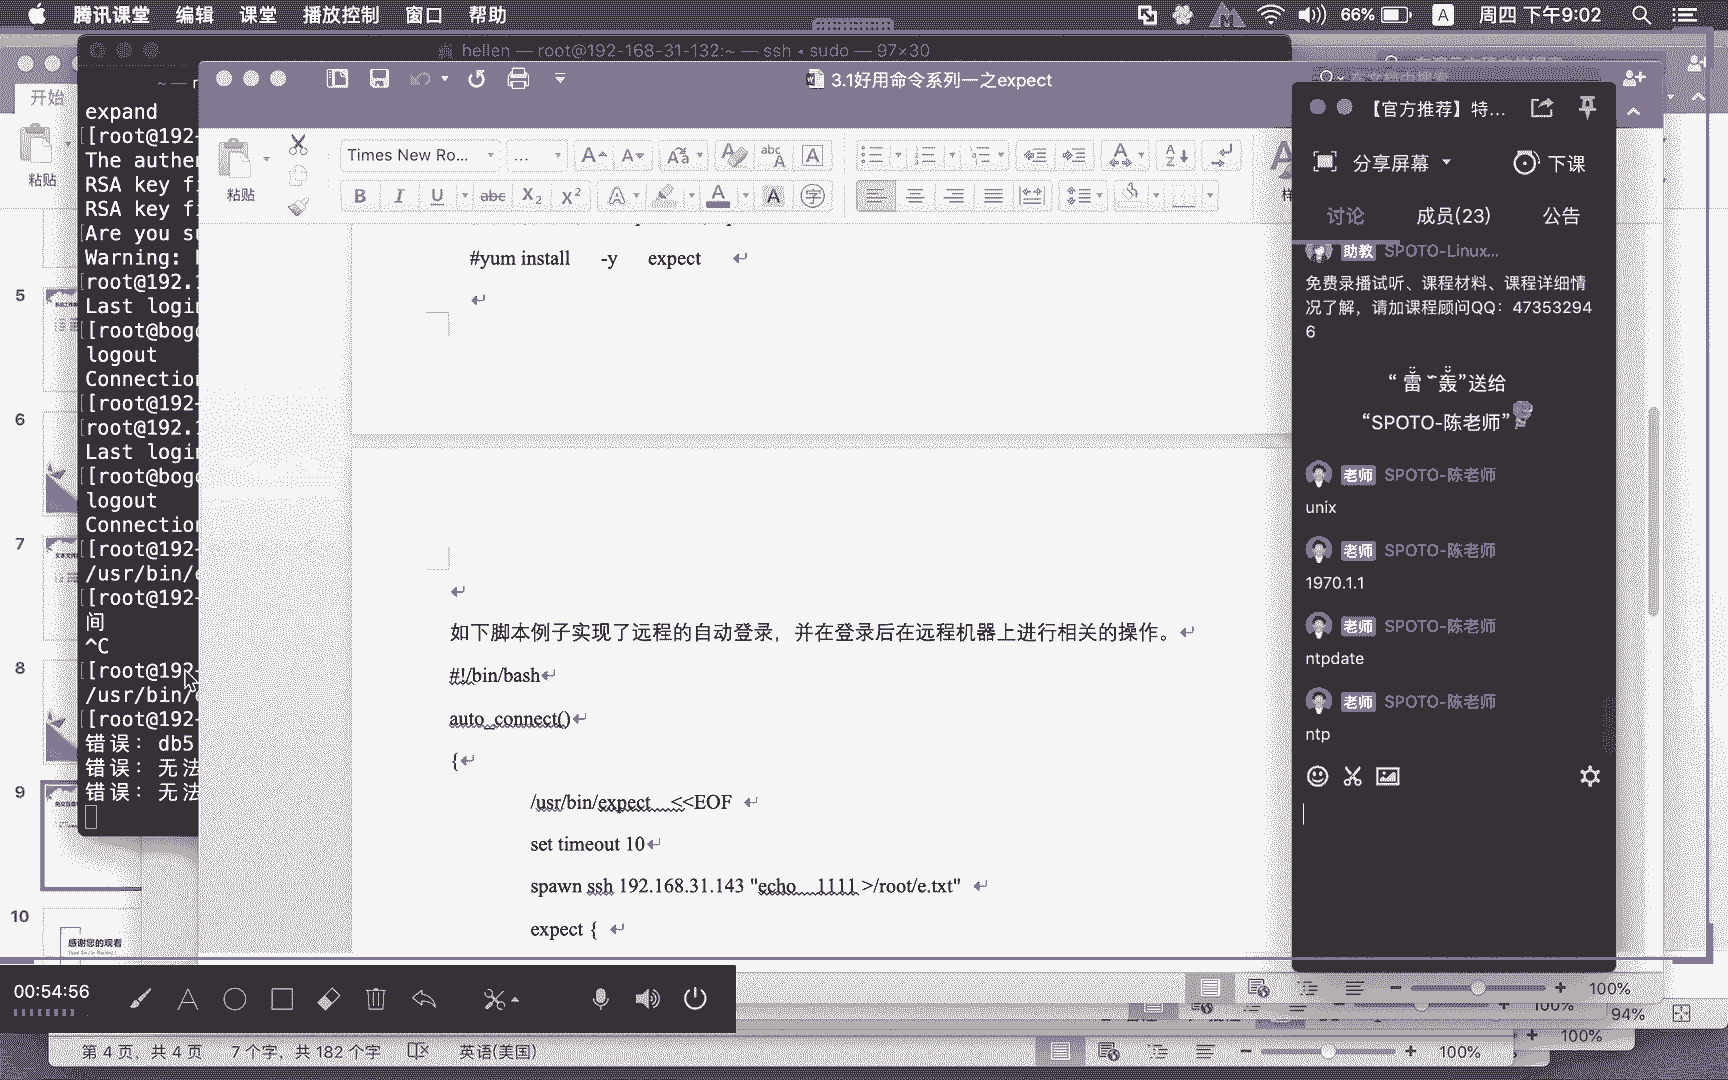 腾讯课堂 编辑 课堂 播放控制 窗口 帮助
66% A 周四 下午9:02
hellen — root@192-168-31-132:~ — ssh ◂ sudo — 97×30
3.1好用命令系列一之expect
开始
粘贴
粘贴
Times New Ro...
expand
[[root@192-
The authen
RSA key fi
RSA key fi
Are you su
Warning:
root@192.1
Last login
[[root@bogo
logout
Connection
[[root@192-
root@192.1
Last login
[[root@bogo
logout
Connection
[[root@192-
/usr/bin/e
[[root@192-
间
^C
[[root@192
/usr/bin/e
[[root@192-
错误：db5
错误：无法
错误：无法
5
6
7
8
9
10
感谢您的观看
#yum install -y expect
如下脚本例子实现了远程的自动登录，并在登录后在远程机器上进行相关的操作。
#!/bin/bash
auto_connect()
{
/usr/bin/expect <<EOF
set timeout 10
spawn ssh 192.168.31.143 "echo 1111 >/root/e.txt"
expect {
【官方推荐】特...
分享屏幕 下课
讨论 成员(23) 公告
助教 SPOTO-Linux...
免费录播试听、课程材料、课程详细情
况了解，请加课程顾问QQ：47353294
6
“SPOTO-陈老师”
老师 SPOTO-陈老师
unix
老师 SPOTO-陈老师
1970.1.1
老师 SPOTO-陈老师
ntpdate
老师 SPOTO-陈老师
ntp
00:54:56
100%
100%
94%
100%
第 4 页，共 4 页 7 个字，共 182 个字 英语(美国) 100%